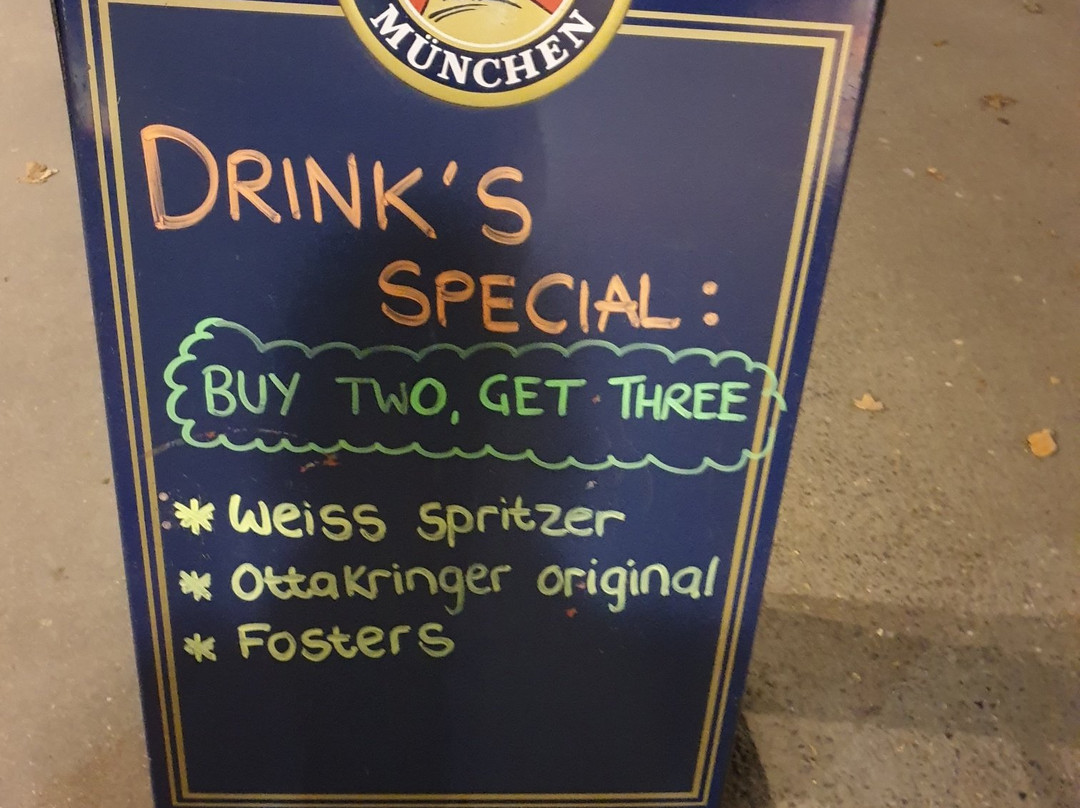 MÜNCHEN
DRINK'S
SPECIAL:
BUY TWO, GET THREE
* Weiss spritzer
* Ottakringer original
* Fosters